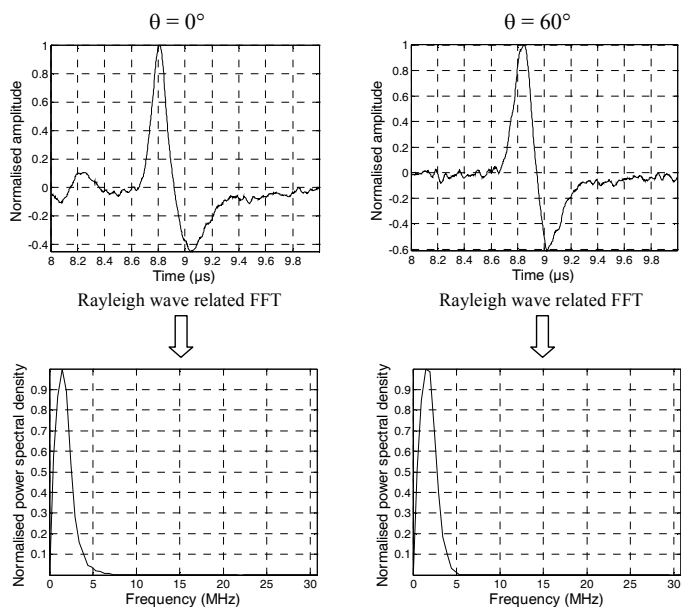 θ = 0°
θ = 60°
Normalised amplitude
1
0.8
0.6
0.4
0.2
0
-0.2
-0.4
8 8.2 8.4 8.6 8.8 9 9.2 9.4 9.6 9.8
Time (µs)
Normalised amplitude
1
0.8
0.6
0.4
0.2
0
-0.2
-0.4
-0.6
8 8.2 8.4 8.6 8.8 9 9.2 9.4 9.6 9.8
Time (µs)
Rayleigh wave related FFT
Rayleigh wave related FFT
Normalised power spectral density
0.9
0.8
0.7
0.6
0.5
0.4
0.3
0.2
0.1
0 5 10 15 20 25 30
Frequency (MHz)
Normalised power spectral density
0.9
0.8
0.7
0.6
0.5
0.4
0.3
0.2
0.1
0 5 10 15 20 25 30
Frequency (MHz)